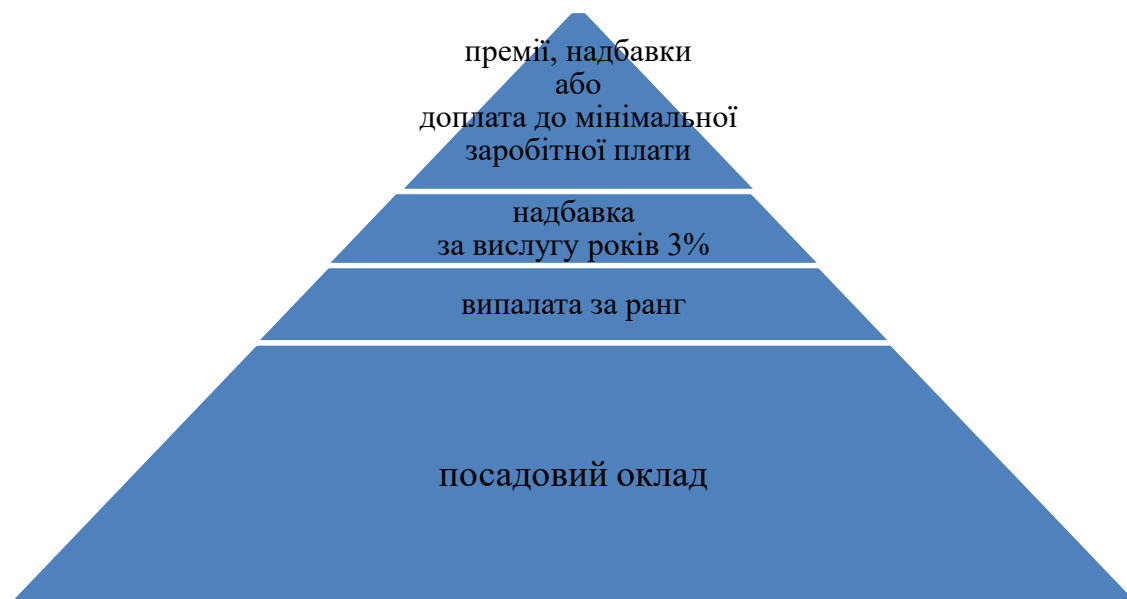 премії, надбавки
або
доплата до мінімальної
заробітної плати
надбавка
за вислугу років 3%
випалата за ранг
посадовий оклад